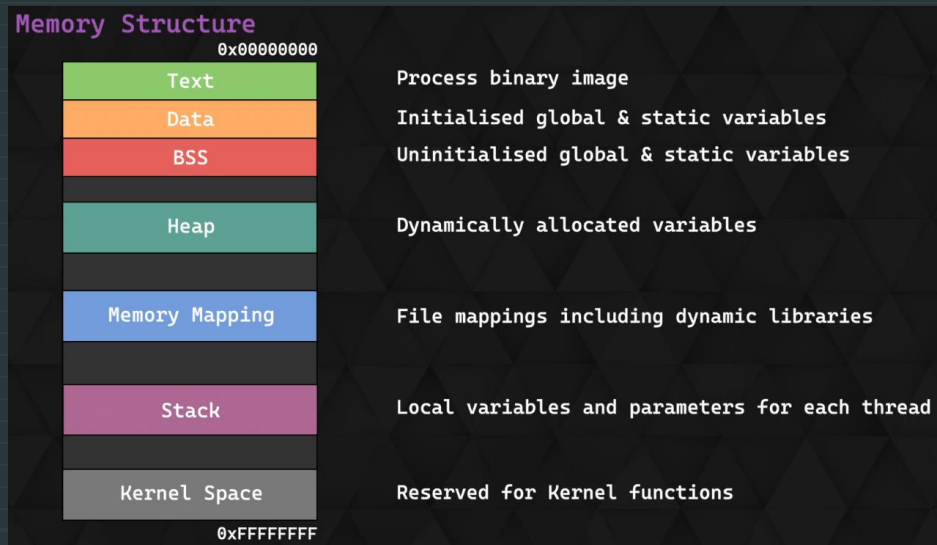 Memory Structure
0x00000000
Text
Process binary image
Data
Initialised global & static variables
BSS
Uninitialised global & static variables
Heap
Dynamically allocated variables
Memory Mapping
File mappings including dynamic libraries
Stack
Local variables and parameters for each thread
Kernel Space
Reserved for Kernel functions
0xFFFFFFFF